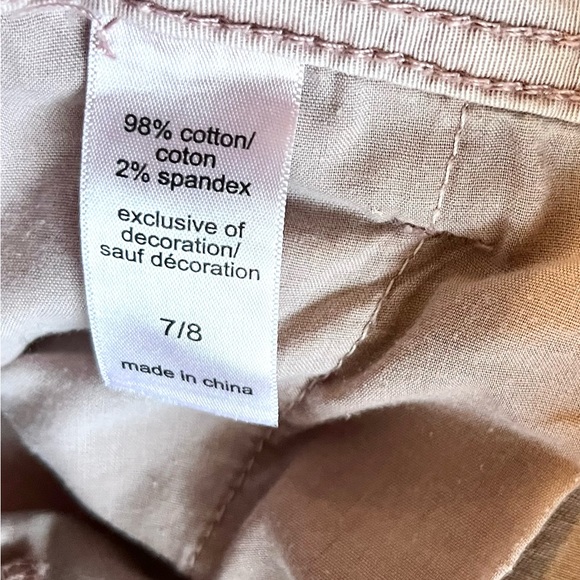 98% cotton/
coton
2% spandex
exclusive of
decoration/
sauf décoration
7/8
made in china